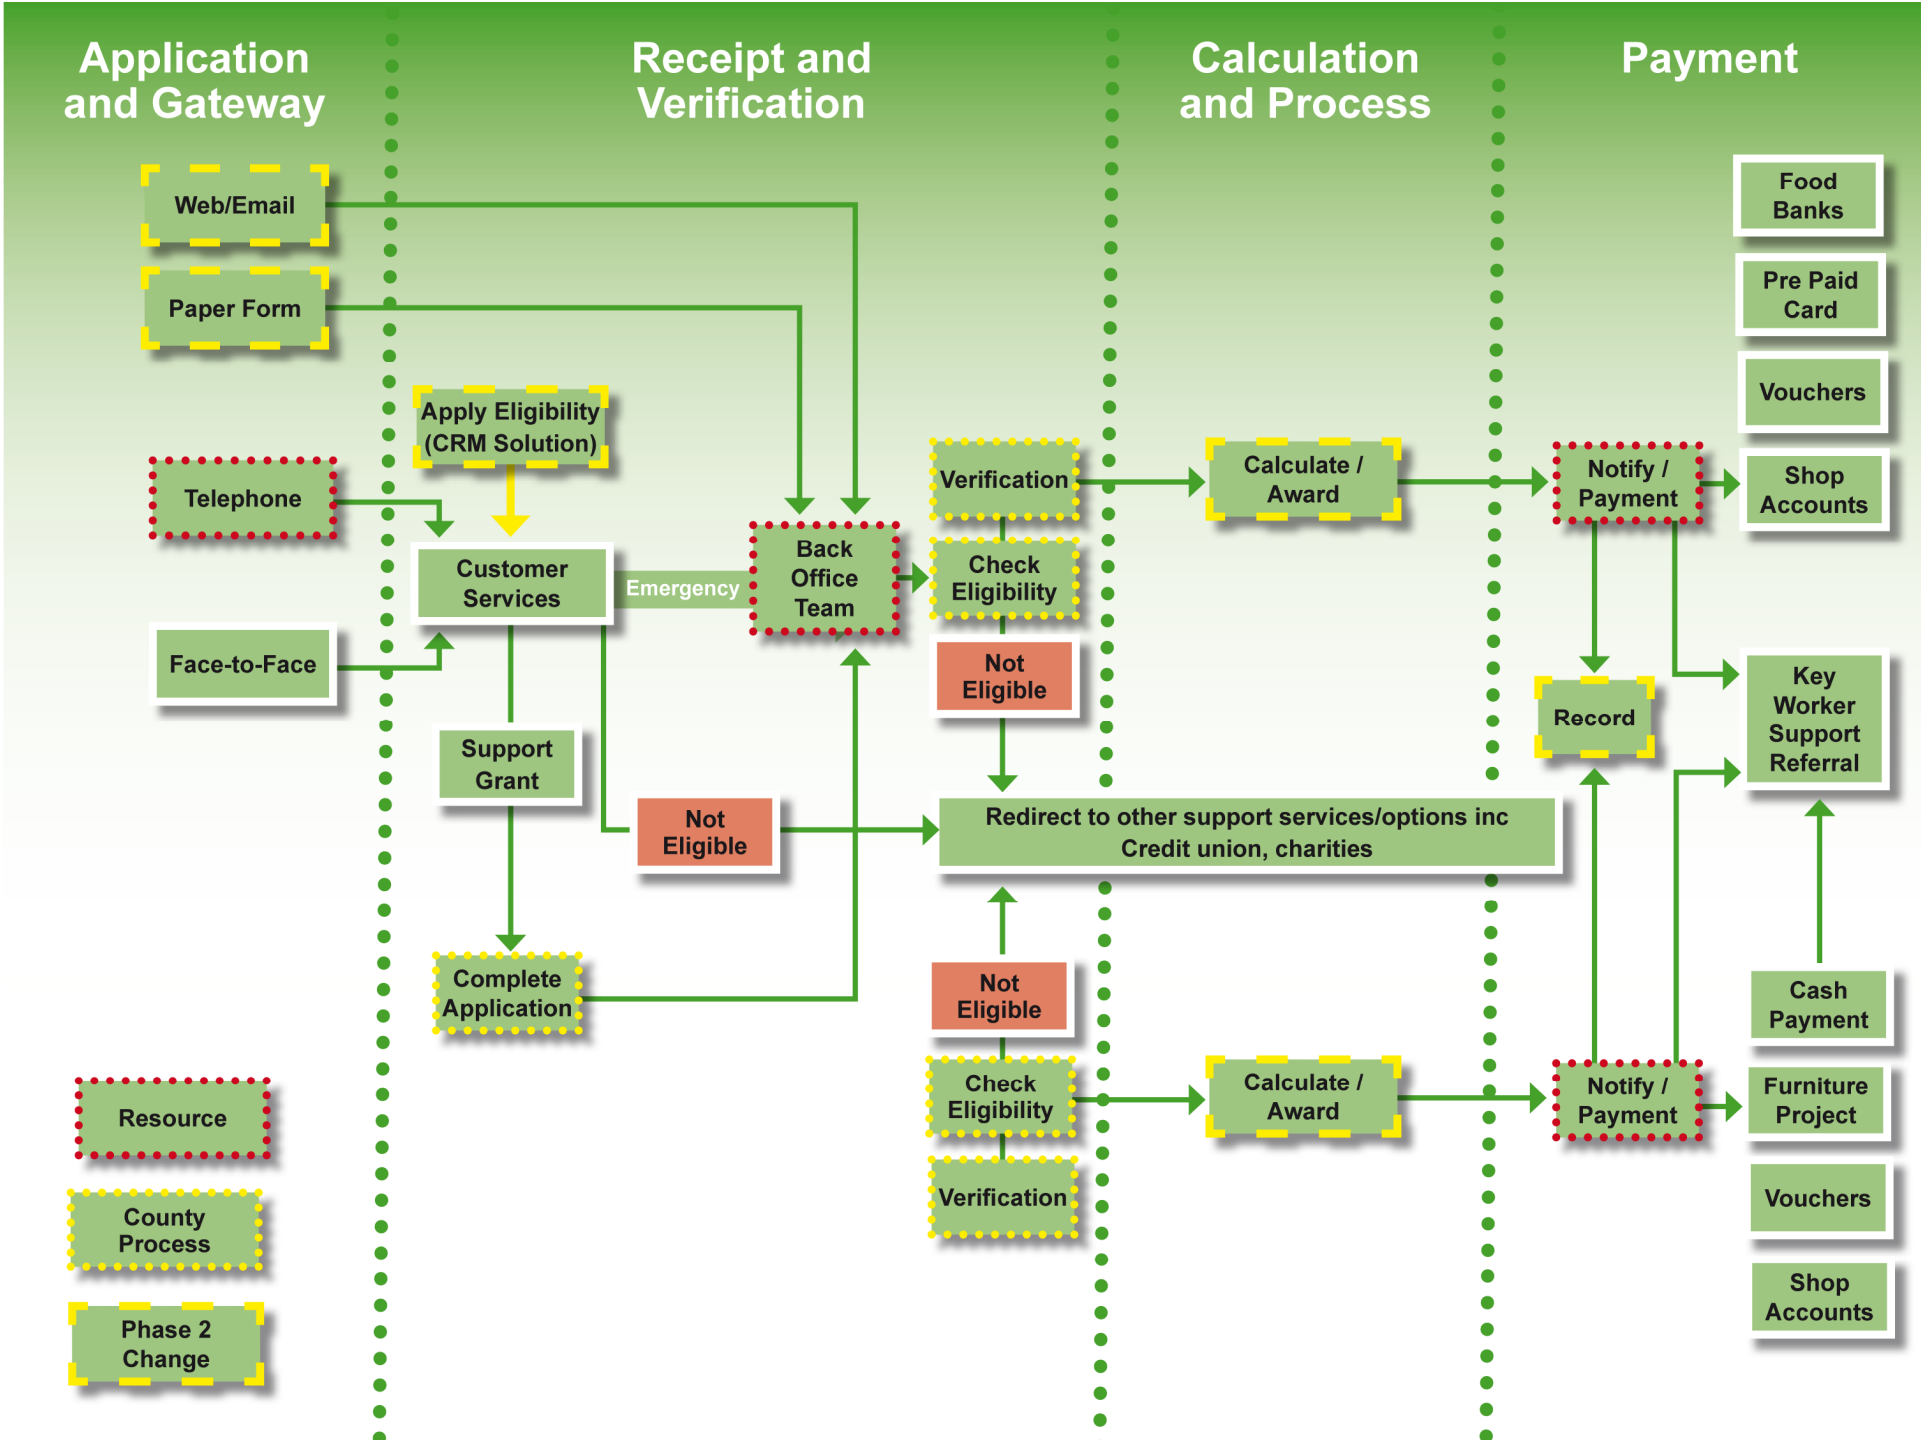 Application
and Gateway
Receipt and
Verification
Calculation
and Process
Payment
Web/Email
Paper Form
Telephone
Face-to-Face
Apply Eligibility
(CRM Solution)
Customer
Services
Emergency
Back
Office
Team
Support
Grant
Not
Eligible
Complete
Application
Verification
Check
Eligibility
Not
Eligible
Redirect to other support services/options inc
Credit union, charities
Not
Eligible
Check
Eligibility
Verification
Calculate /
Award
Calculate /
Award
Notify /
Payment
Record
Notify /
Payment
Food
Banks
Pre Paid
Card
Vouchers
Shop
Accounts
Key
Worker
Support
Referral
Cash
Payment
Furniture
Project
Vouchers
Shop
Accounts
Resource
County
Process
Phase 2
Change